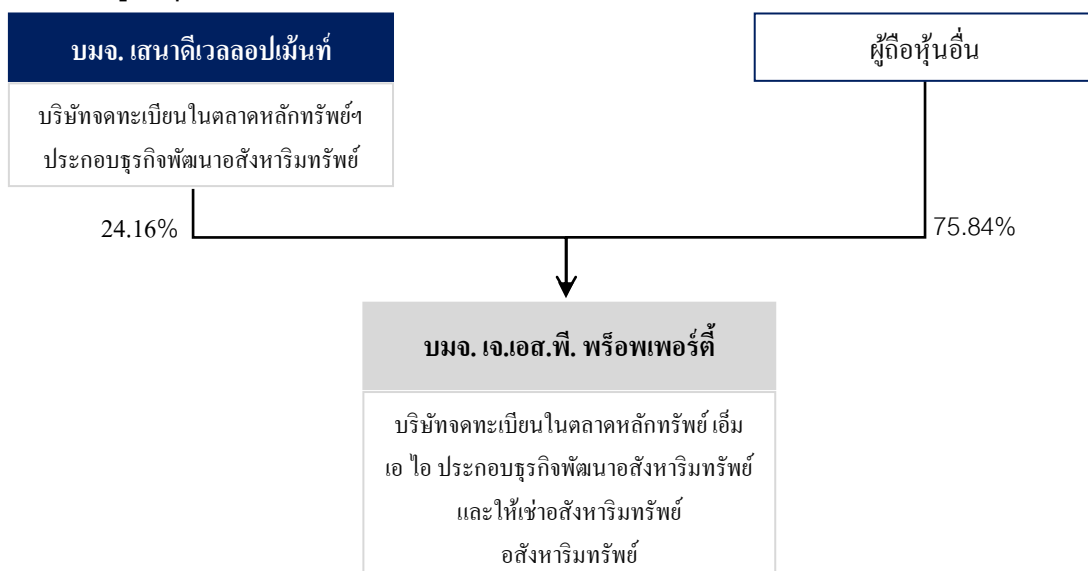 บมจ. เสนาดีเวลลอปเม้นท์
ผู้ถือหุ้นอื่น
บริษัทจดทะเบียนในตลาดหลักทรัพย์ฯ
ประกอบธุรกิจพัฒนาอสังหาริมทรัพย์
24.16%
75.84%
บมจ. เจ.เอส.พี. พร็อพเพอร์ตี้
บริษัทจดทะเบียนในตลาดหลักทรัพย์ เอ็ม
เอ ไอ ประกอบธุรกิจพัฒนาอสังหาริมทรัพย์
และให้เช่าอสังหาริมทรัพย์
อสังหาริมทรัพย์